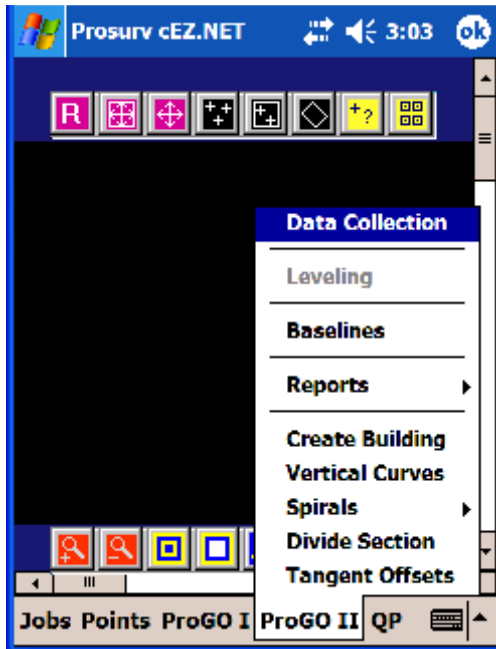 Prosurv cEZ.NET 3:03 ok
R
Data Collection
Leveling
Baselines
Reports
Create Building
Vertical Curves
Spirals
Divide Section
Tangent Offsets
Jobs Points ProGO I ProGO II QP